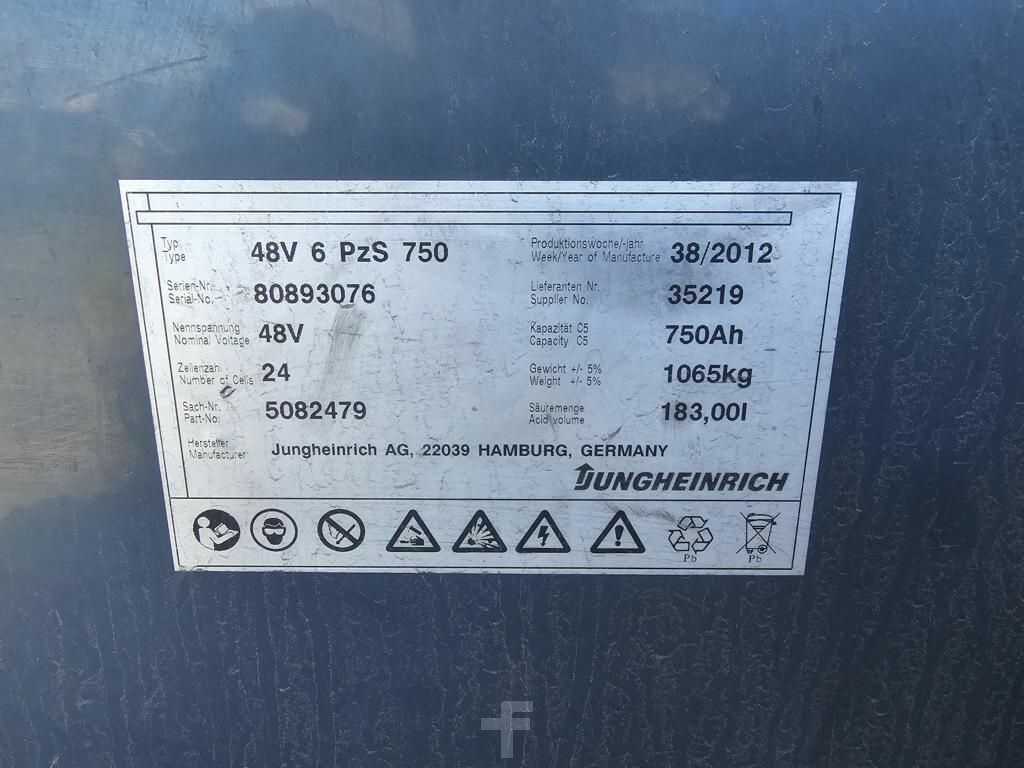 Typ
Type
48V 6 PzS 750
Produktionswoche/-jahr
Week/Year of Manufacture
38/2012
Serien-Nr.
Serial-No.
80893076
Lieferanten Nr.
Supplier No.
35219
Nennspannung
Nominal Voltage
48V
Kapazität C5
Capacity C5
750Ah
Zellenzahl
Number of Cells
24
Gewicht +/- 5%
Weight +/- 5%
1065kg
Sach-Nr.
Part-No.
5082479
Säuremenge
Acid volume
183,00l
Hersteller
Manufacturer
Jungheinrich AG, 22039 HAMBURG, GERMANY
JUNGHEINRICH
Pb
Pb